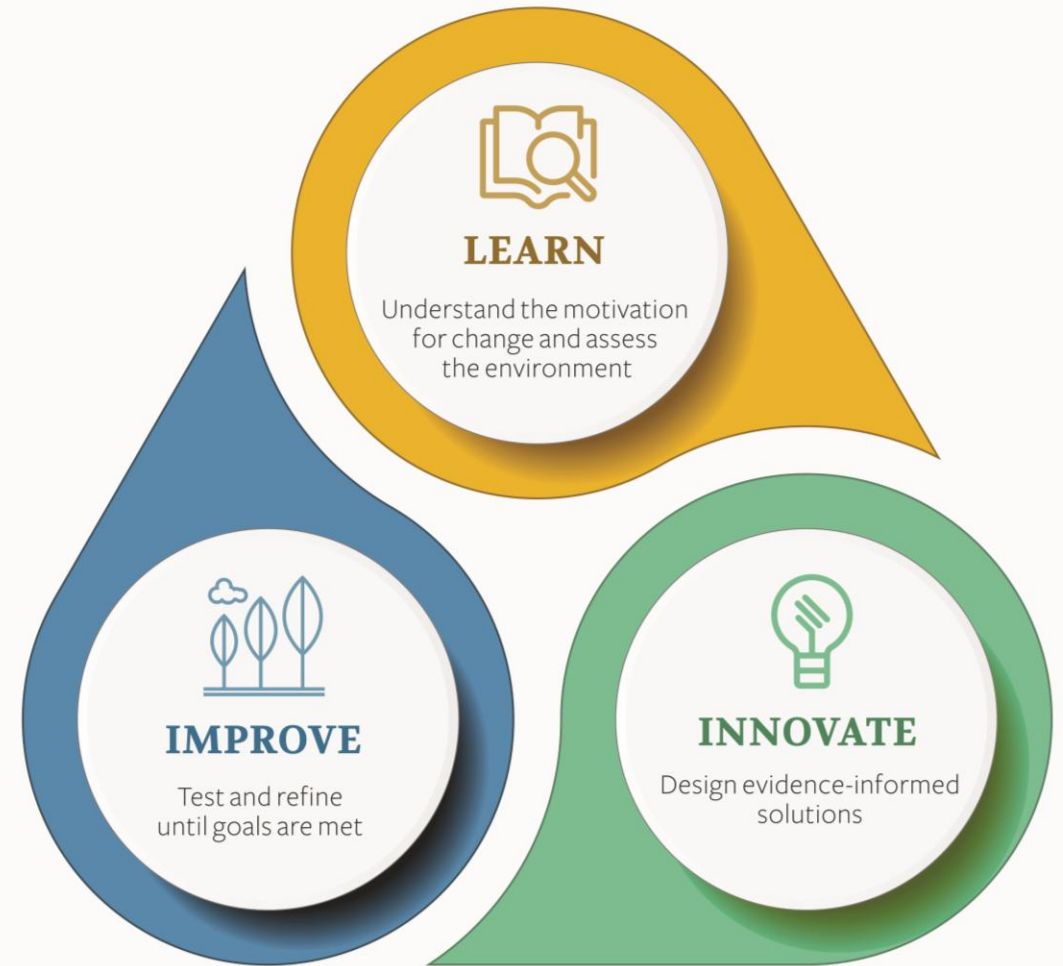 LEARN
Understand the motivation
for change and assess
the environment
IMPROVE
Test and refine
until goals are met
INNOVATE
Design evidence-informed
solutions